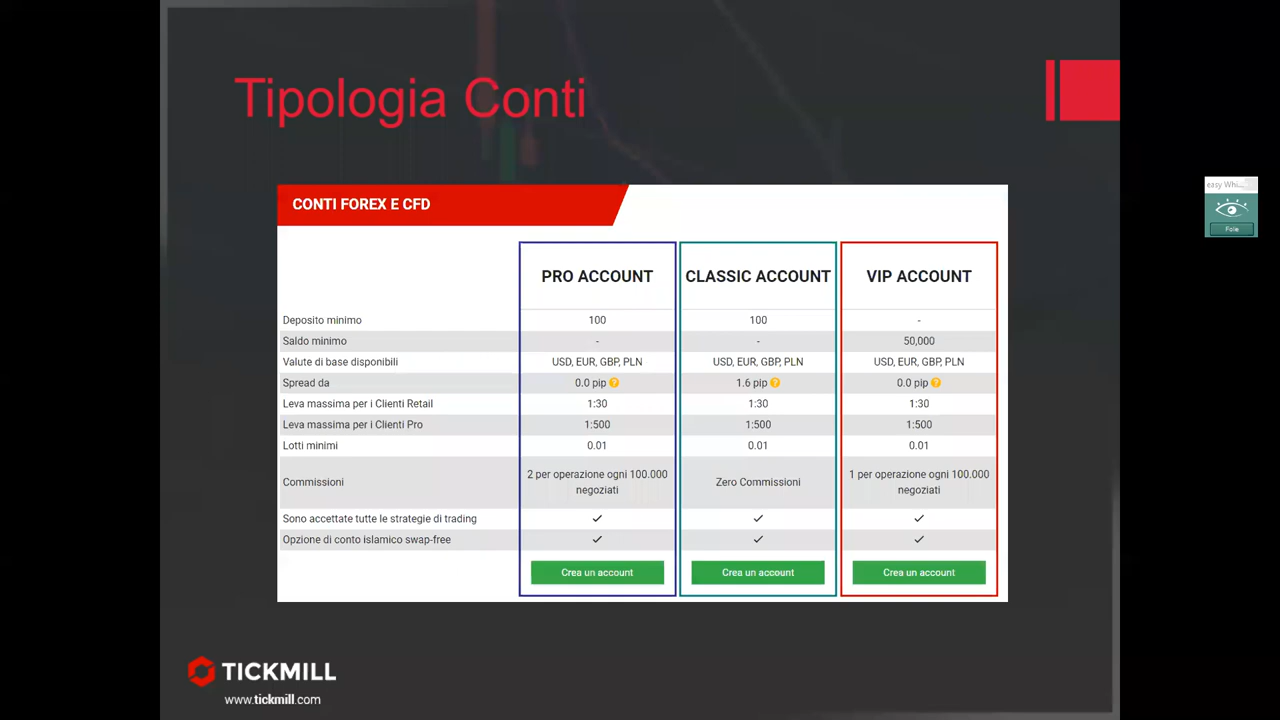 Tipologia Conti
easy Whi...
Fole
CONTI FOREX E CFD
PRO ACCOUNT CLASSIC ACCOUNT VIP ACCOUNT
Deposito minimo 100 100 -
Saldo minimo - - 50,000
Valute di base disponibili USD, EUR, GBP, PLN USD, EUR, GBP, PLN USD, EUR, GBP, PLN
Spread da 0.0 pip ? 1.6 pip ? 0.0 pip ?
Leva massima per i Clienti Retail 1:30 1:30 1:30
Leva massima per i Clienti Pro 1:500 1:500 1:500
Lotti minimi 0.01 0.01 0.01
Commissioni 2 per operazione ogni 100.000 negoziati Zero Commissioni 1 per operazione ogni 100.000 negoziati
Sono accettate tutte le strategie di trading ✓ ✓ ✓
Opzione di conto islamico swap-free ✓ ✓ ✓
Crea un account Crea un account Crea un account
TICKMILL
www.tickmill.com